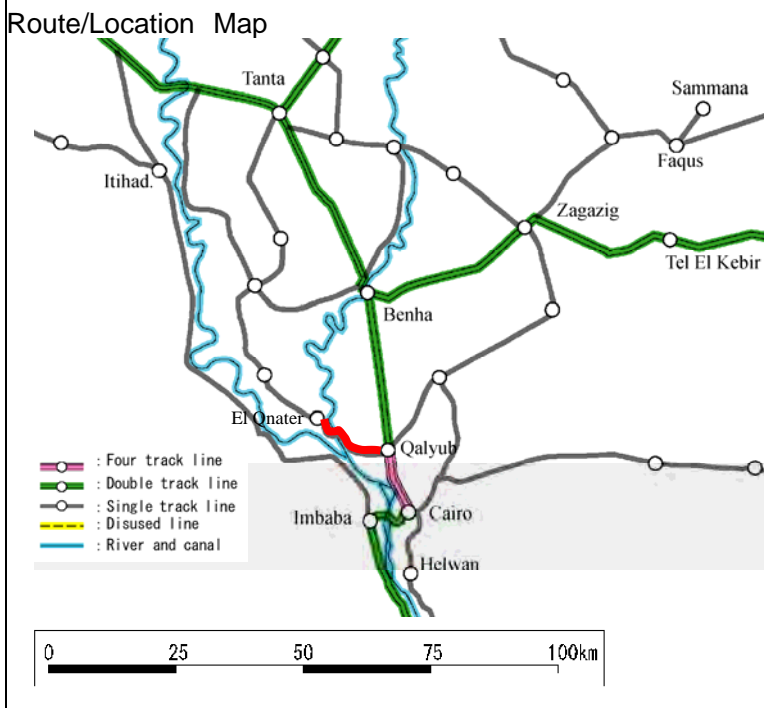 Route/Location Map
Tanta
Sammana
Faqus
Itihad.
Zagazig
Tel El Kebir
Benha
El Qnater
Qalyub
: Four track line
: Double track line
: Single track line
: Disused line
: River and canal
Imbaba
Cairo
Helwan
0 25 50 75 100km